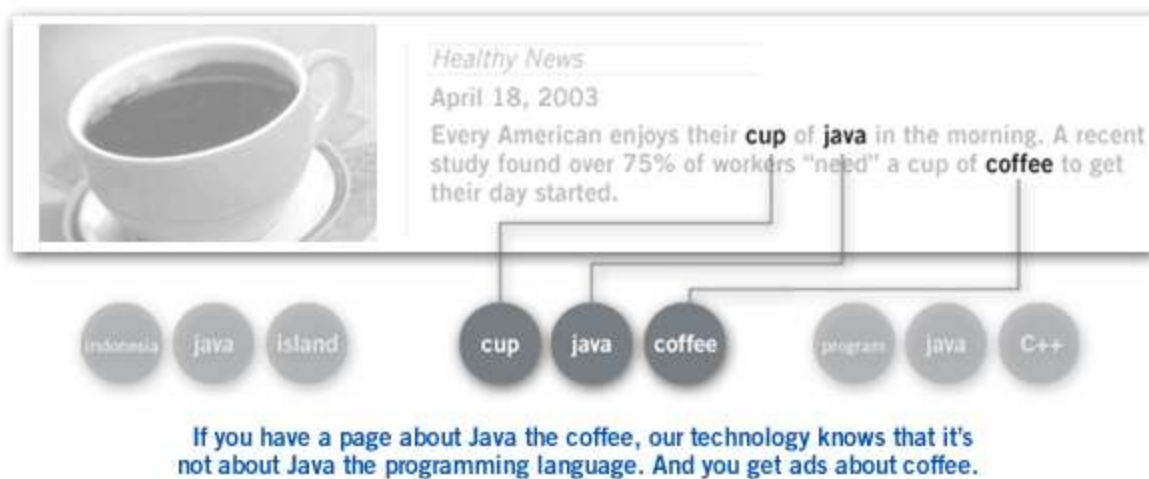 Healthy News
April 18, 2003
Every American enjoys their cup of java in the morning. A recent
study found over 75% of workers “need” a cup of coffee to get
their day started.
indonesia java island
cup java coffee
program java C++
If you have a page about Java the coffee, our technology knows that it's
not about Java the programming language. And you get ads about coffee.